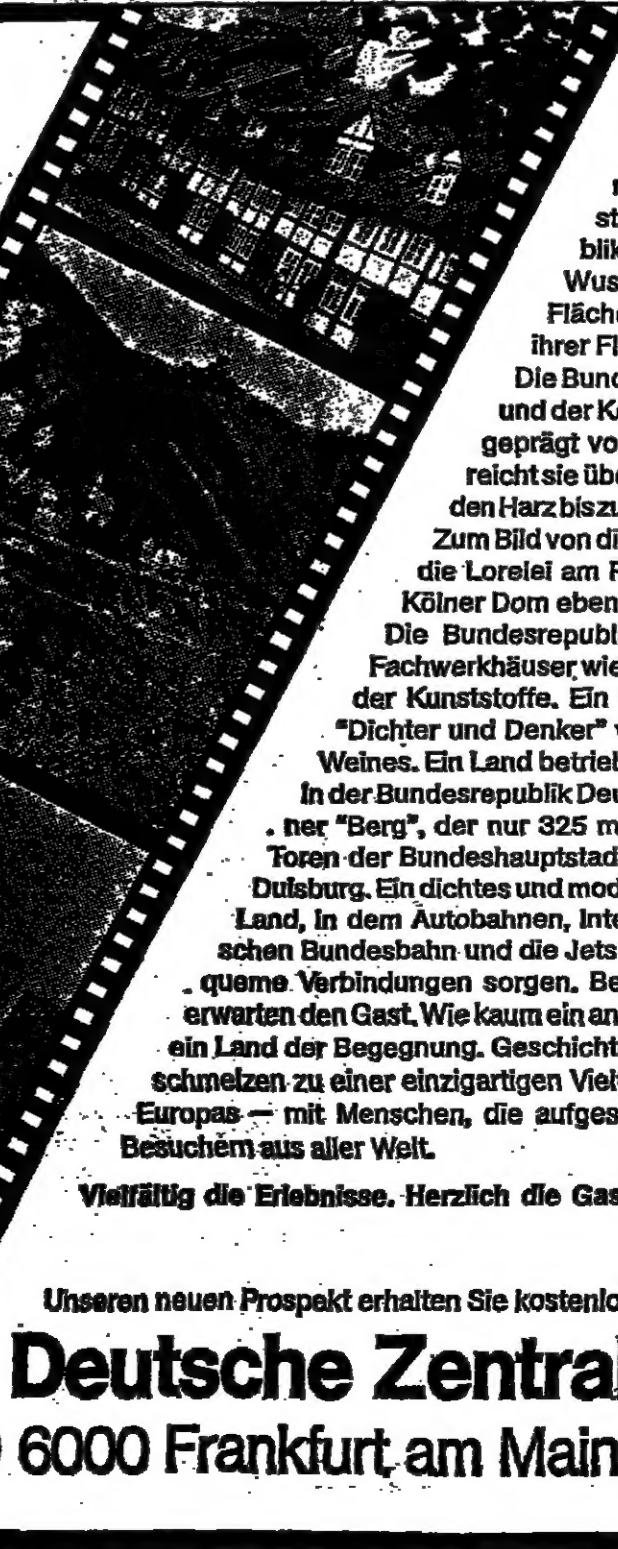 st
blik
Wus
Fläche
ihrer Fl
Die Bund
und der K
geprägt vo
reicht sie übe
den Harz bis zu
Zum Bild von di
die Lorelei am R
Kölner Dom eben
Die Bundesrepubl
Fachwerkhäuser, wie
der Kunststoffe. Ein
"Dichter und Denker" v
Weines. Ein Land betrieb
In der Bundesrepublik Deu
ner "Berg", der nur 325 m
Toren der Bundeshauptstad
Duisburg. Ein dichtes und mod
Land, in dem Autobahnen, Inte
schen Bundesbahn und die Jets
queme Verbindungen sorgen. Be
erwarten den Gast. Wie kaum ein an
ein Land der Begegnung. Geschicht
schmelzen zu einer einzigartigen Viel
Europas — mit Menschen, die aufges
Besuchern aus aller Welt.
Vielfältig die Erlebnisse. Herzlich die Gas
Unseren neuen Prospekt erhalten Sie kostenlo
Deutsche Zentral
6000 Frankfurt am Main